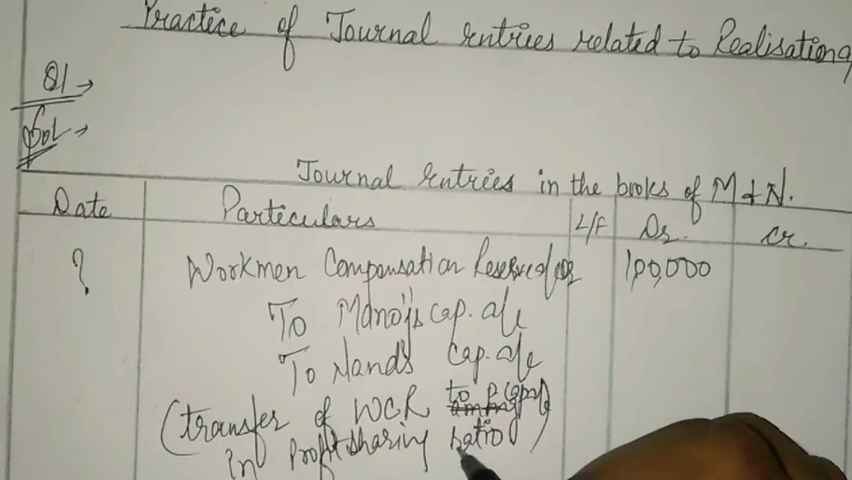 Practice of Journal entries related to Realisation
Q1 →
Sol →
Journal entries in the books of M & N.
Date Particulars L/F Dr. Cr.
? Workmen Compensation Reserve a/c Dr 1,00,000
To Manoj's cap. a/c
To Nand's cap. a/c
(transfer of WCR to
in Profit sharing ratio)